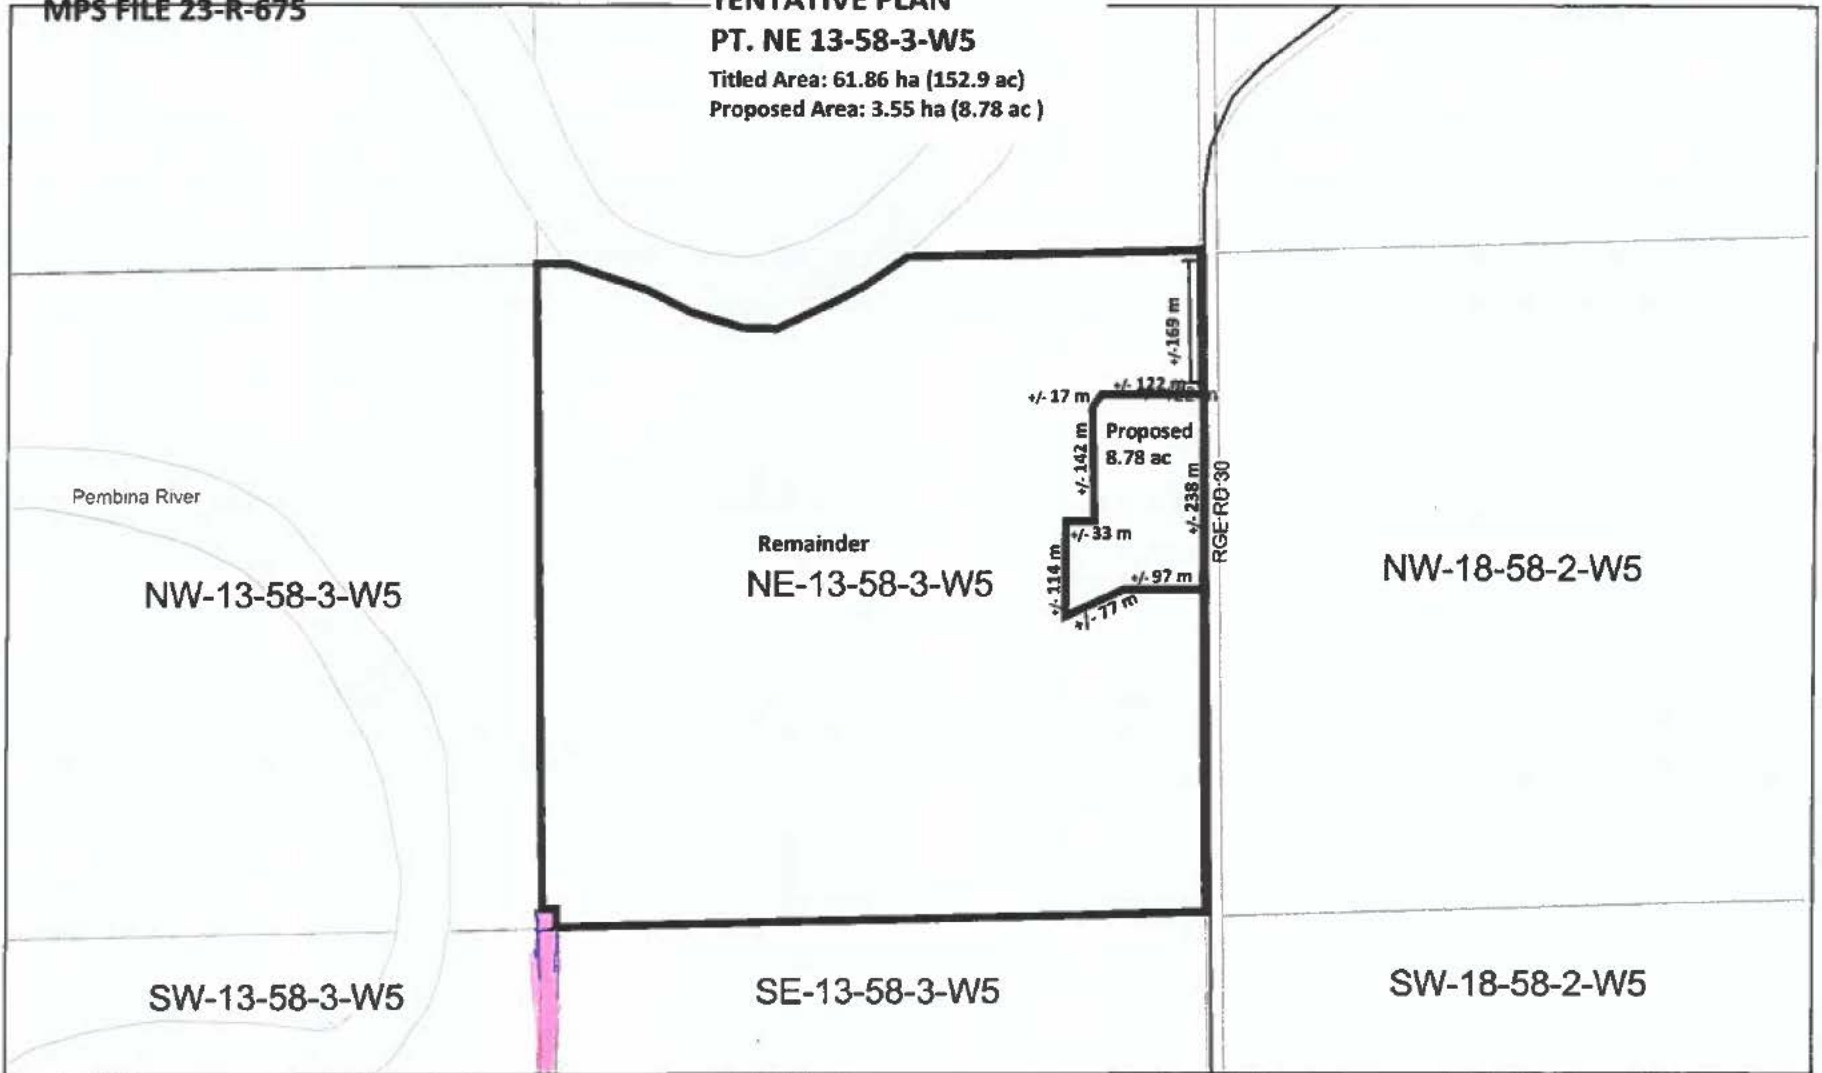 MPS FILE 23-R-675
TENTATIVE PLAN
PT. NE 13-58-3-W5
Titled Area: 61.86 ha (152.9 ac)
Proposed Area: 3.55 ha (8.78 ac )
+/-169 m
+/- 122 m
+/- 17 m
Proposed
8.78 ac
+/- 142 m
+/- 238 m
RGE RD 30
Pembina River
+/- 33 m
Remainder
NE-13-58-3-W5
NW-13-58-3-W5
NW-18-58-2-W5
+/- 114 m
+/- 97 m
+/- 77 m
SW-13-58-3-W5
SE-13-58-3-W5
SW-18-58-2-W5